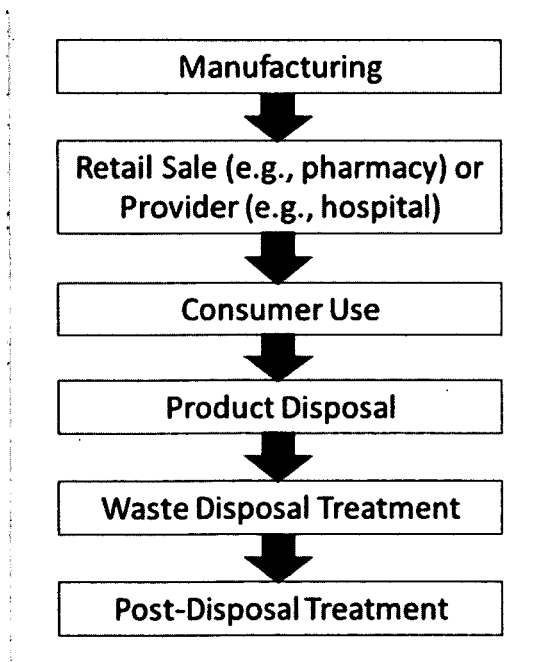 Manufacturing
Retail Sale (e.g., pharmacy) or
Provider (e.g., hospital)
Consumer Use
Product Disposal
Waste Disposal Treatment
Post-Disposal Treatment